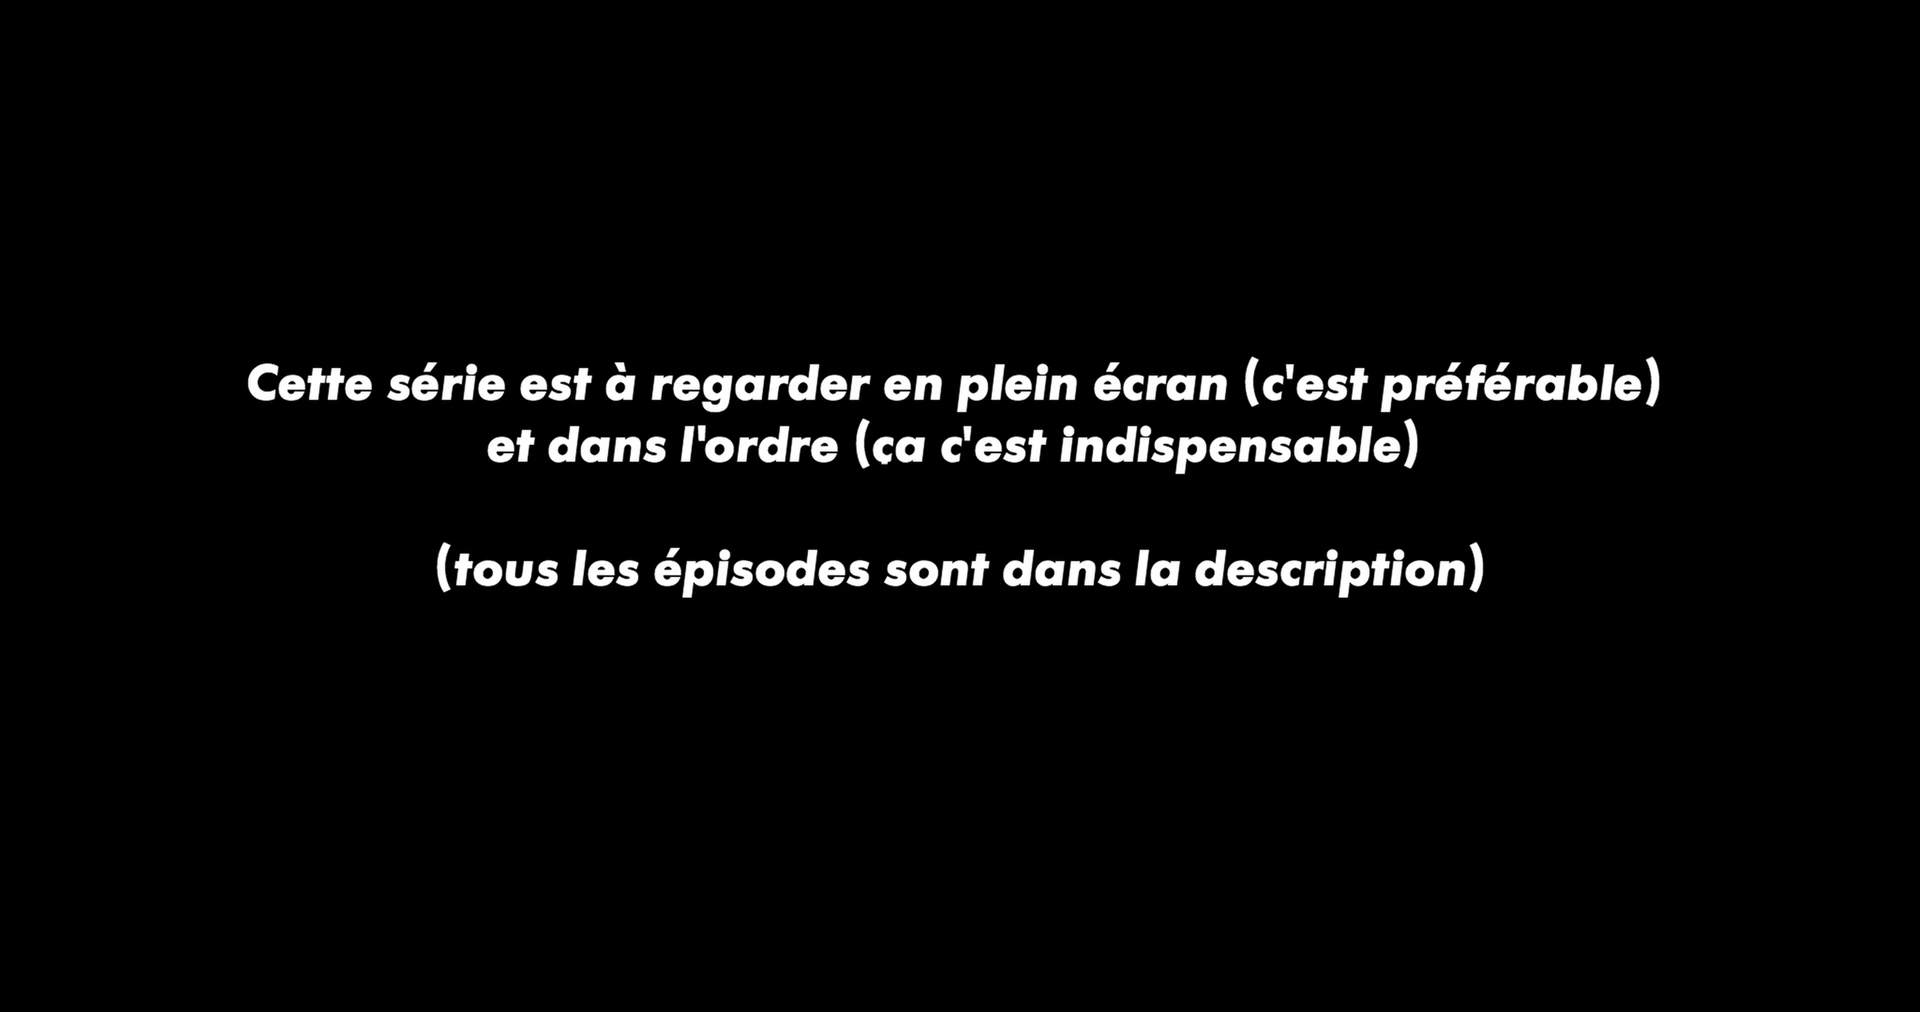 Cette série est à regarder en plein écran (c'est préférable)
et dans l'ordre (ça c'est indispensable)
(tous les épisodes sont dans la description)